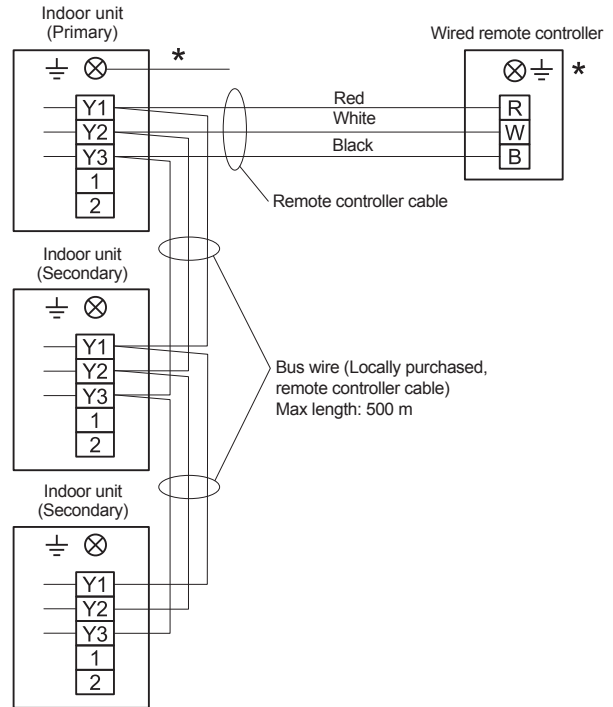 Indoor unit
(Primary)
*
Y1
Y2
Y3
1
2
Red
White
Black
Remote controller cable
Wired remote controller
*
R
W
B
Indoor unit
(Secondary)
Y1
Y2
Y3
1
2
Bus wire (Locally purchased,
remote controller cable)
Max length: 500 m
Indoor unit
(Secondary)
Y1
Y2
Y3
1
2